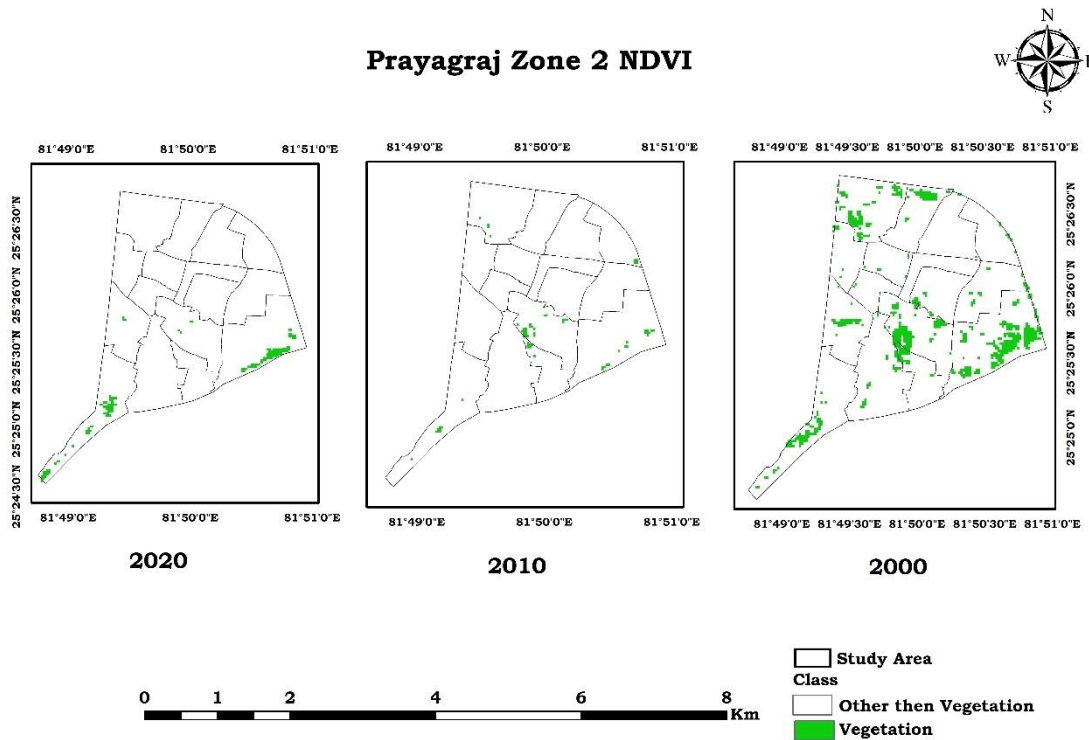 Prayagraj Zone 2 NDVI
N
W E
S
81°49'0"E 81°50'0"E 81°51'0"E
25°26'30"N
25°26'0"N
25°25'30"N
25°25'0"N
25°24'30"N
81°49'0"E 81°50'0"E 81°51'0"E
2020
81°49'0"E 81°50'0"E 81°51'0"E
81°49'0"E 81°50'0"E 81°51'0"E
2010
81°49'0"E 81°49'30"E 81°50'0"E 81°50'30"E 81°51'0"E
25°26'30"N
25°26'0"N
25°25'30"N
25°25'0"N
81°49'0"E 81°49'30"E 81°50'0"E 81°50'30"E 81°51'0"E
2000
0 1 2 4 6 8
Km
Study Area
Class
Other then Vegetation
Vegetation